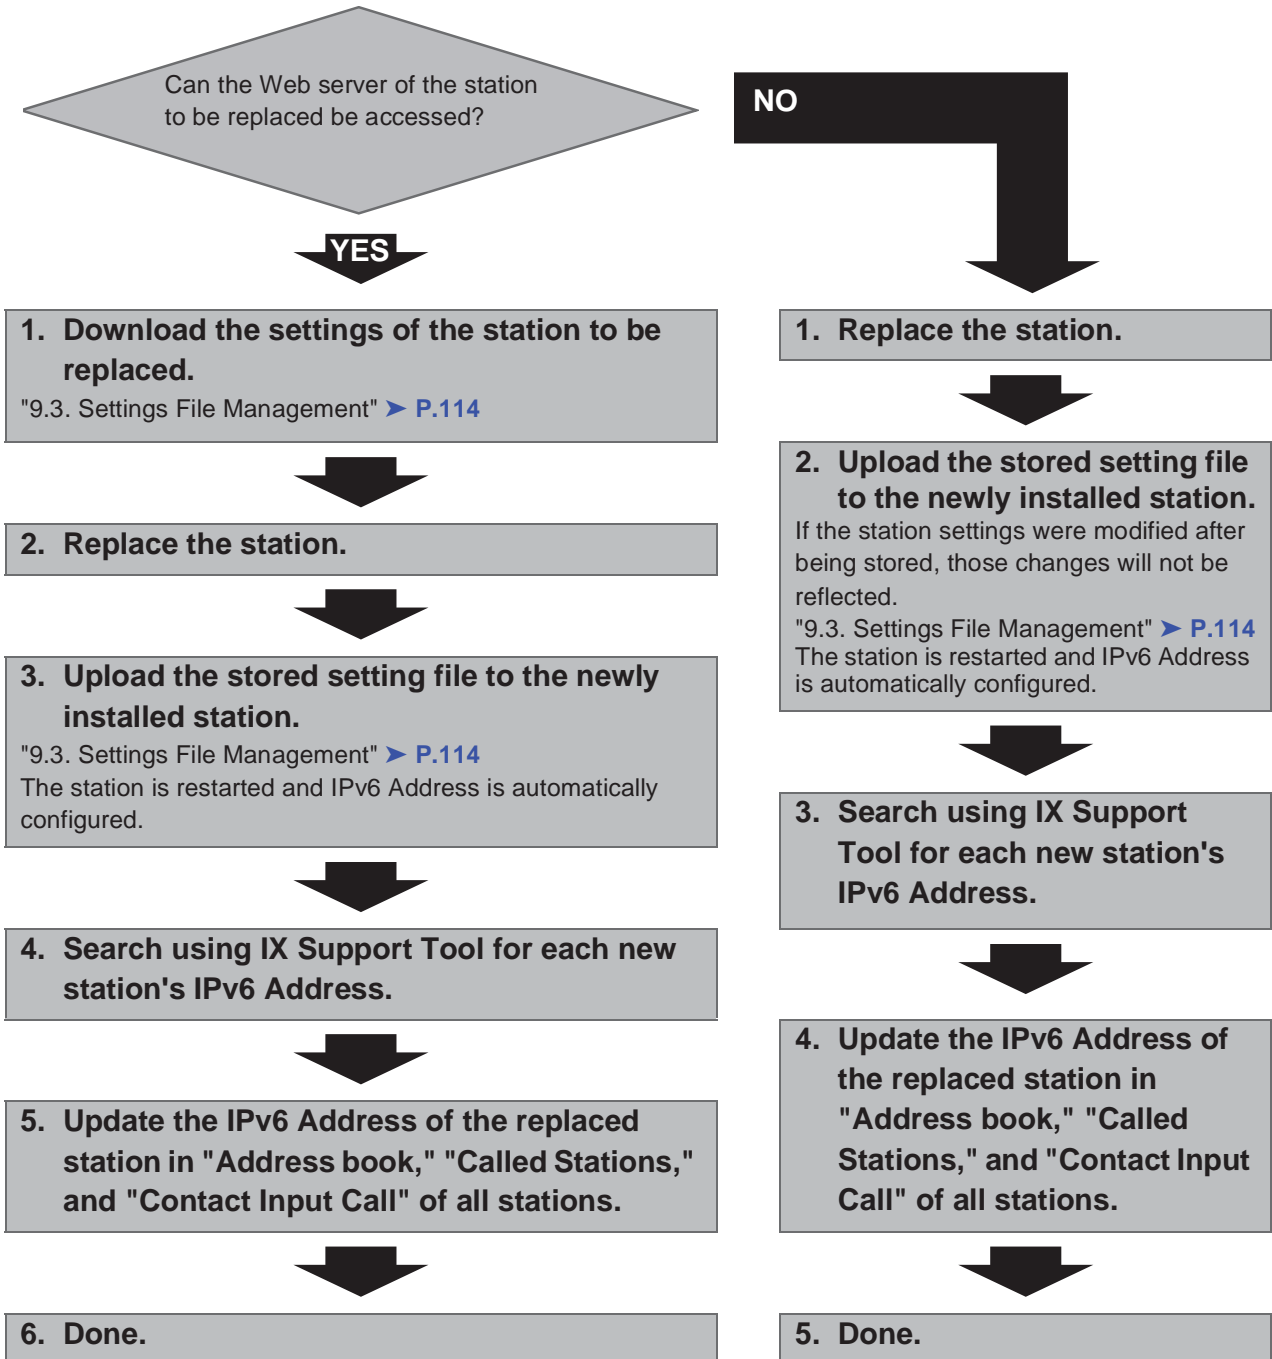 Can the Web server of the station
to be replaced be accessed?
NO
YES
1. Download the settings of the station to be
replaced.
"9.3. Settings File Management" ➤ P.114
2. Replace the station.
3. Upload the stored setting file to the newly
installed station.
"9.3. Settings File Management" ➤ P.114
The station is restarted and IPv6 Address is automatically
configured.
4. Search using IX Support Tool for each new
station's IPv6 Address.
5. Update the IPv6 Address of the replaced
station in "Address book," "Called Stations,"
and "Contact Input Call" of all stations.
6. Done.
1. Replace the station.
2. Upload the stored setting file
to the newly installed station.
If the station settings were modified after
being stored, those changes will not be
reflected.
"9.3. Settings File Management" ➤ P.114
The station is restarted and IPv6 Address
is automatically configured.
3. Search using IX Support
Tool for each new station's
IPv6 Address.
4. Update the IPv6 Address of
the replaced station in
"Address book," "Called
Stations," and "Contact Input
Call" of all stations.
5. Done.